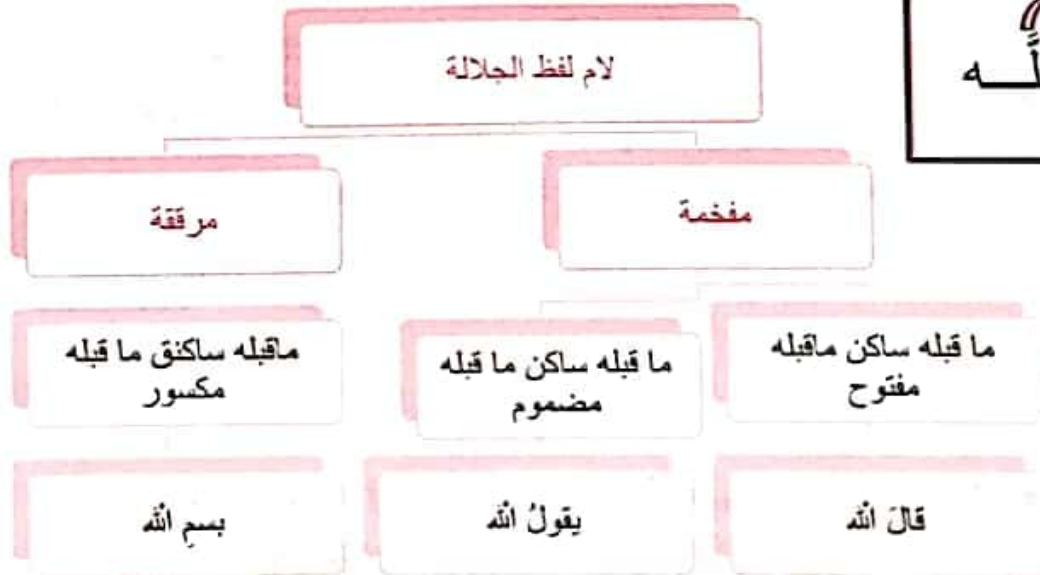 لام لفظ الجلالة
مفخمة
مرققة
ما قبله ساكن ماقبله
مفتوح
ما قبله ساكن ما قبله
مضموم
ماقبله ساكنق ما قبله
مكسور
قالَ الله
يقولُ الله
بسمِ الله